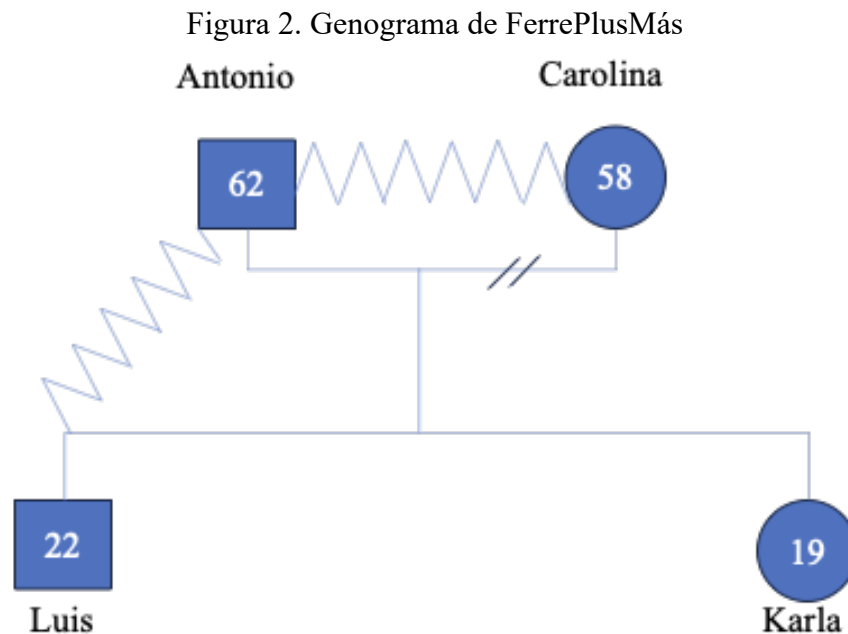 Figura 2. Genograma de FerrePlusMás
Antonio Carolina
62 58
22 19
Luis Karla